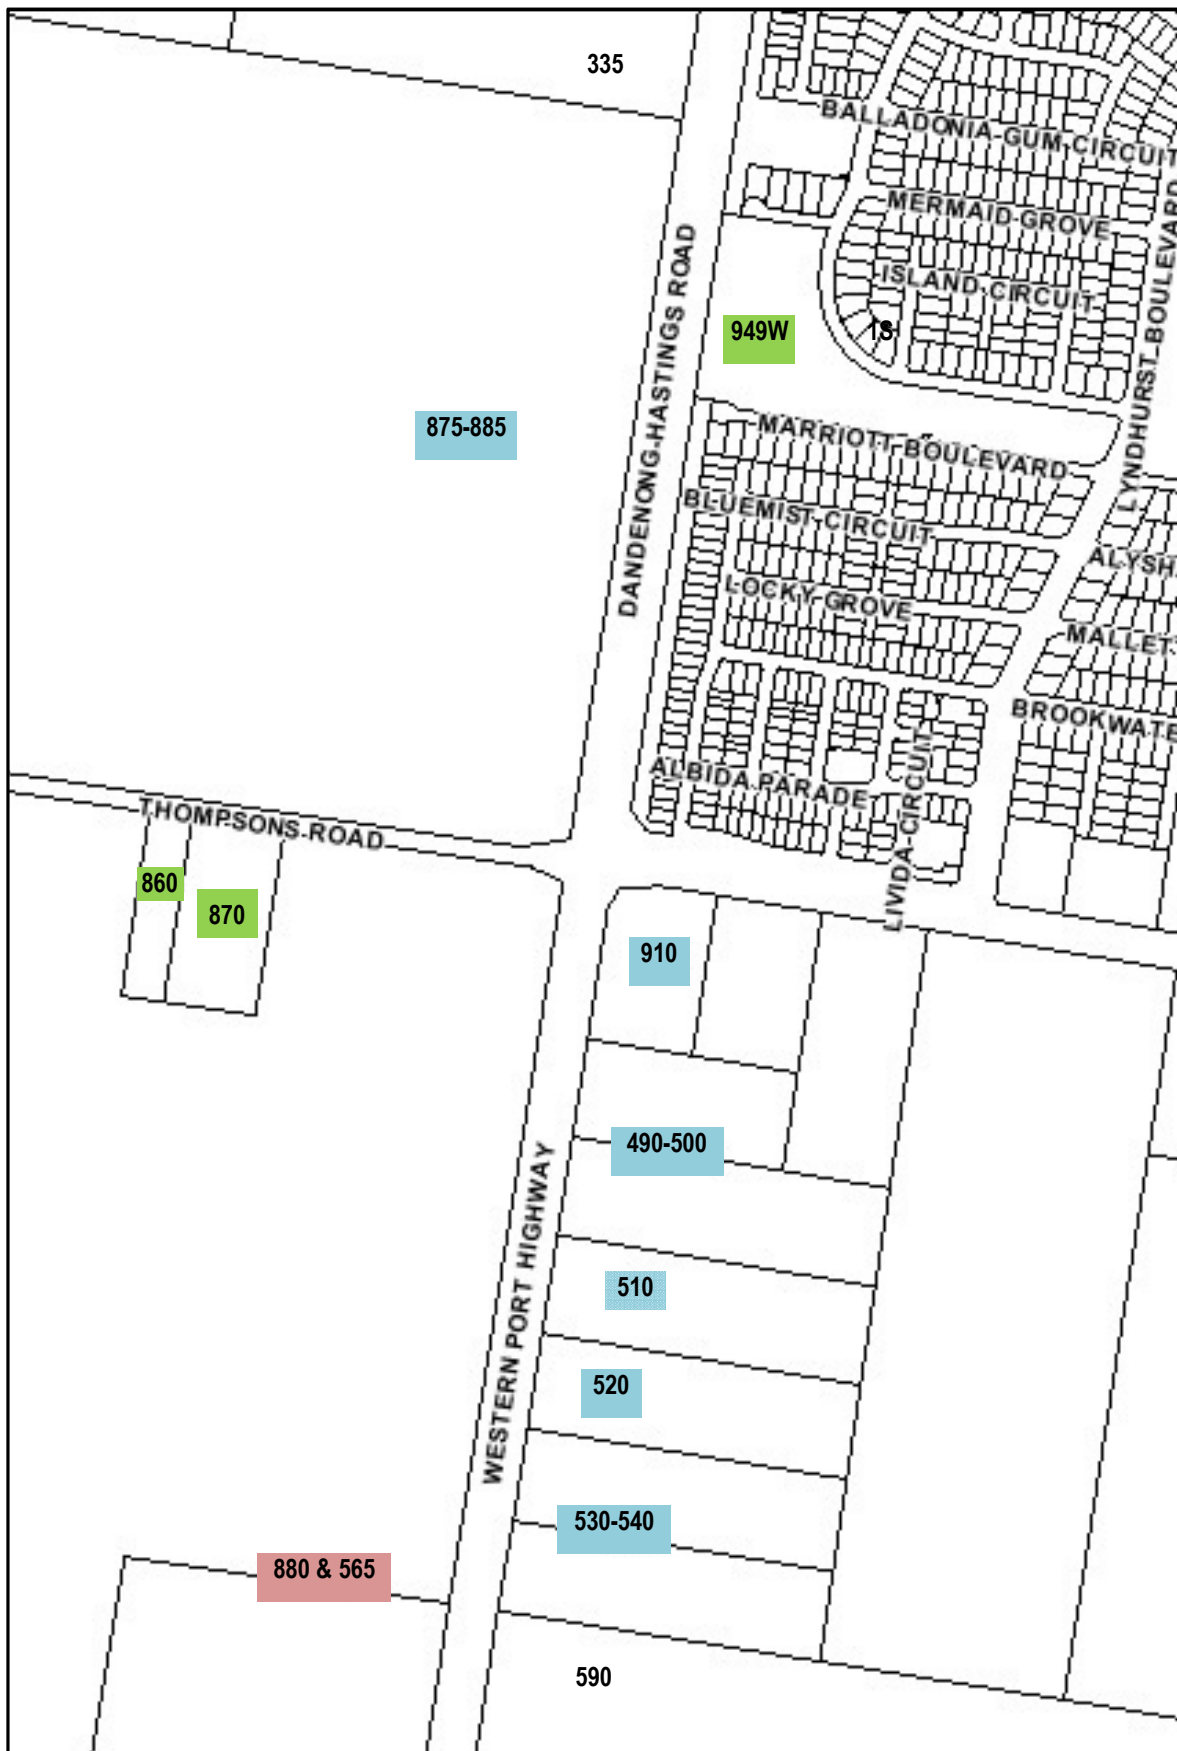 335
BALLADONIA GUM CIRCUIT
MERMAID GROVE
ISLAND CIRCUIT
LYNDHURST BOULEVARD
DANDENONG-HASTINGS ROAD
949W
1S
875-885
MARRIOTT BOULEVARD
BLUEMIST CIRCUIT
ALYSH
LOCKY GROVE
MALLET
BROOKWATE
ALBIDA PARADE
LIVIDA CIRCUIT
THOMPSONS ROAD
860
870
910
490-500
WESTERN PORT HIGHWAY
510
520
530-540
880 & 565
590